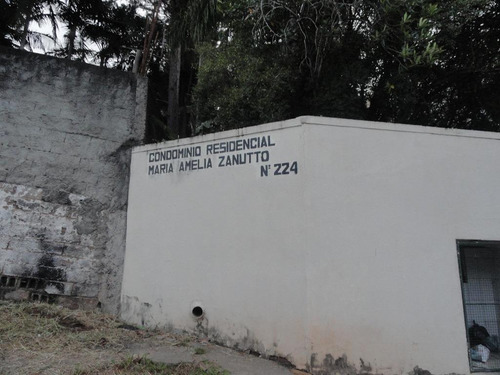 CONDOMINIO RESIDENCIAL
MARIA AMELIA ZANUTTO
Nº 224